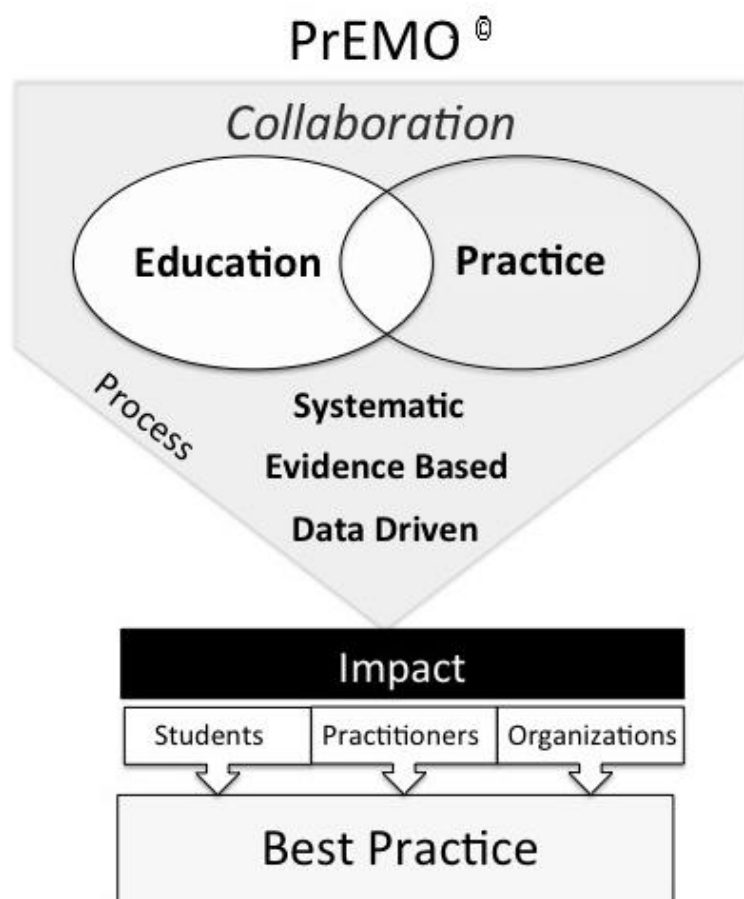 PrEMO ©
Collaboration
Education Practice
Process
Systematic
Evidence Based
Data Driven
Impact
Students Practitioners Organizations
Best Practice